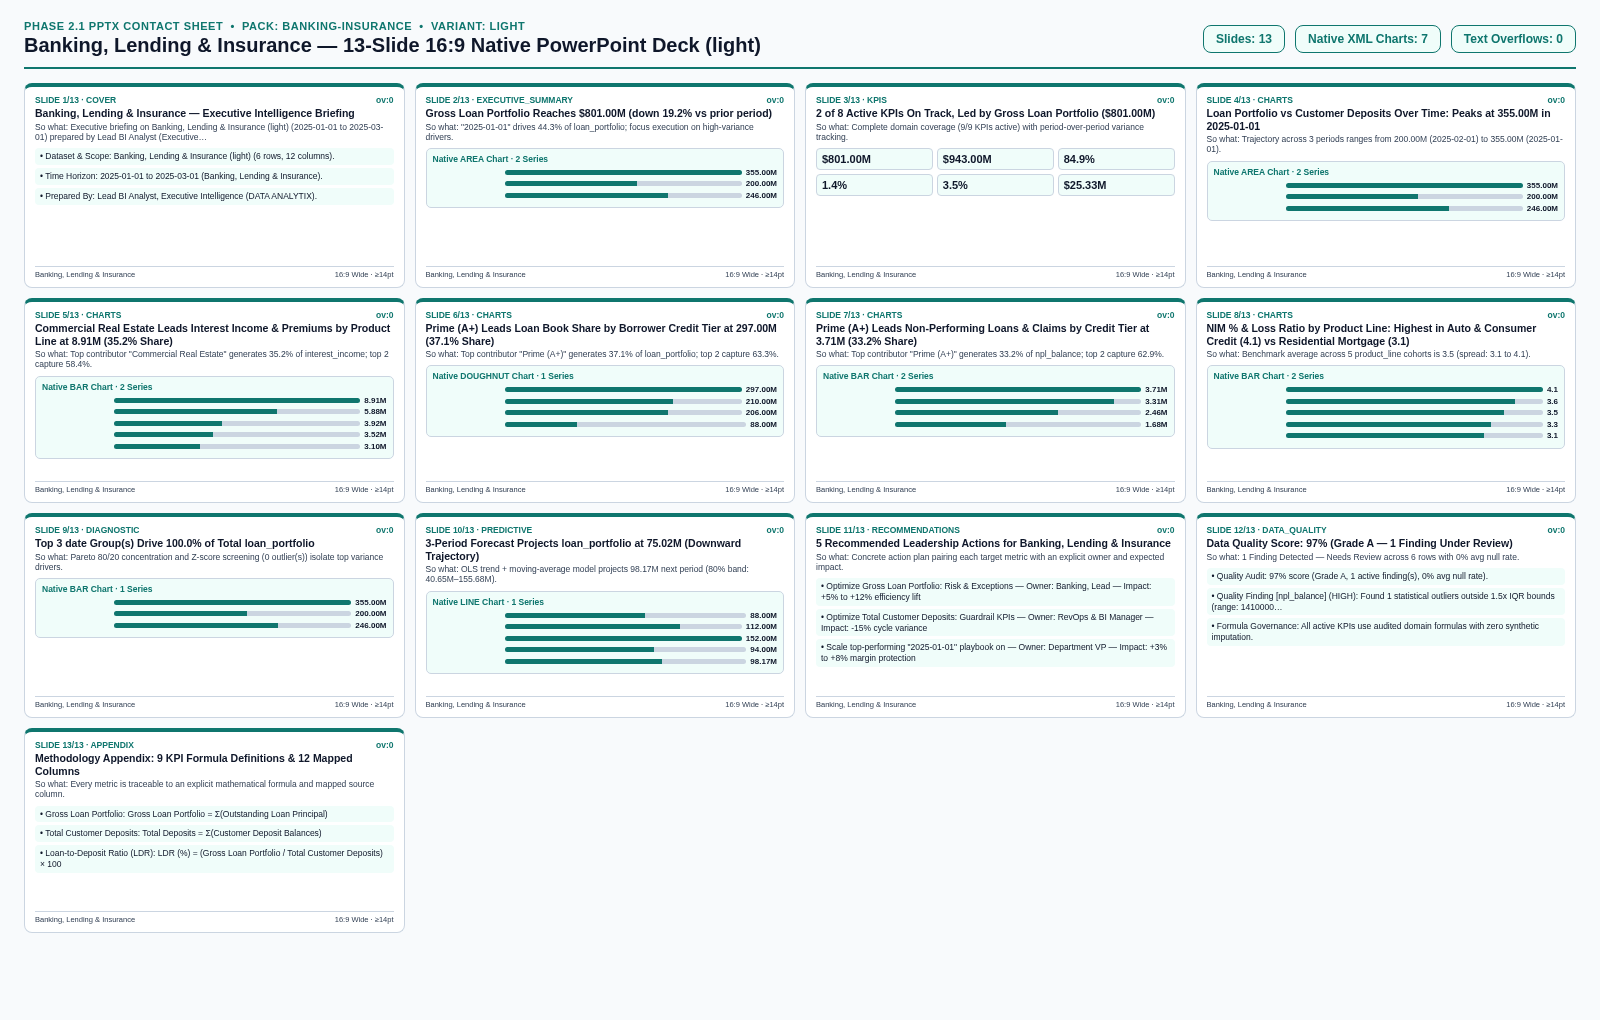 PHASE 2.1 PPTX CONTACT SHEET • PACK: BANKING-INSURANCE • VARIANT: LIGHT
Banking, Lending & Insurance — 13-Slide 16:9 Native PowerPoint Deck (light)
Slides: 13
Native XML Charts: 7
Text Overflows: 0
SLIDE 1/13 · COVER
ov:0
Banking, Lending & Insurance — Executive Intelligence Briefing
So what: Executive briefing on Banking, Lending & Insurance (light) (2025-01-01 to 2025-03-
01) prepared by Lead BI Analyst (Executive…
• Dataset & Scope: Banking, Lending & Insurance (light) (6 rows, 12 columns).
• Time Horizon: 2025-01-01 to 2025-03-01 (Banking, Lending & Insurance).
• Prepared By: Lead BI Analyst, Executive Intelligence (DATA ANALYTIX).
Banking, Lending & Insurance
16:9 Wide · ≥14pt
SLIDE 2/13 · EXECUTIVE_SUMMARY
ov:0
Gross Loan Portfolio Reaches $801.00M (down 19.2% vs prior period)
So what: "2025-01-01" drives 44.3% of loan_portfolio; focus execution on high-variance
drivers.
Native AREA Chart · 2 Series
355.00M
200.00M
246.00M
Banking, Lending & Insurance
16:9 Wide · ≥14pt
SLIDE 3/13 · KPIS
ov:0
2 of 8 Active KPIs On Track, Led by Gross Loan Portfolio ($801.00M)
So what: Complete domain coverage (9/9 KPIs active) with period-over-period variance
tracking.
$801.00M
$943.00M
84.9%
1.4%
3.5%
$25.33M
Banking, Lending & Insurance
16:9 Wide · ≥14pt
SLIDE 4/13 · CHARTS
ov:0
Loan Portfolio vs Customer Deposits Over Time: Peaks at 355.00M in
2025-01-01
So what: Trajectory across 3 periods ranges from 200.00M (2025-02-01) to 355.00M (2025-01-
01).
Native AREA Chart · 2 Series
355.00M
200.00M
246.00M
Banking, Lending & Insurance
16:9 Wide · ≥14pt
SLIDE 5/13 · CHARTS
ov:0
Commercial Real Estate Leads Interest Income & Premiums by Product
Line at 8.91M (35.2% Share)
So what: Top contributor "Commercial Real Estate" generates 35.2% of interest_income; top 2
capture 58.4%.
Native BAR Chart · 2 Series
8.91M
5.88M
3.92M
3.52M
3.10M
Banking, Lending & Insurance
16:9 Wide · ≥14pt
SLIDE 6/13 · CHARTS
ov:0
Prime (A+) Leads Loan Book Share by Borrower Credit Tier at 297.00M
(37.1% Share)
So what: Top contributor "Prime (A+)" generates 37.1% of loan_portfolio; top 2 capture 63.3%.
Native DOUGHNUT Chart · 1 Series
297.00M
210.00M
206.00M
88.00M
Banking, Lending & Insurance
16:9 Wide · ≥14pt
SLIDE 7/13 · CHARTS
ov:0
Prime (A+) Leads Non-Performing Loans & Claims by Credit Tier at
3.71M (33.2% Share)
So what: Top contributor "Prime (A+)" generates 33.2% of npl_balance; top 2 capture 62.9%.
Native BAR Chart · 2 Series
3.71M
3.31M
2.46M
1.68M
Banking, Lending & Insurance
16:9 Wide · ≥14pt
SLIDE 8/13 · CHARTS
ov:0
NIM % & Loss Ratio by Product Line: Highest in Auto & Consumer
Credit (4.1) vs Residential Mortgage (3.1)
So what: Benchmark average across 5 product_line cohorts is 3.5 (spread: 3.1 to 4.1).
Native BAR Chart · 2 Series
4.1
3.6
3.5
3.3
3.1
Banking, Lending & Insurance
16:9 Wide · ≥14pt
SLIDE 9/13 · DIAGNOSTIC
ov:0
Top 3 date Group(s) Drive 100.0% of Total loan_portfolio
So what: Pareto 80/20 concentration and Z-score screening (0 outlier(s)) isolate top variance
drivers.
Native BAR Chart · 1 Series
355.00M
200.00M
246.00M
Banking, Lending & Insurance
16:9 Wide · ≥14pt
SLIDE 10/13 · PREDICTIVE
ov:0
3-Period Forecast Projects loan_portfolio at 75.02M (Downward
Trajectory)
So what: OLS trend + moving-average model projects 98.17M next period (80% band:
40.65M–155.68M).
Native LINE Chart · 1 Series
88.00M
112.00M
152.00M
94.00M
98.17M
Banking, Lending & Insurance
16:9 Wide · ≥14pt
SLIDE 11/13 · RECOMMENDATIONS
ov:0
5 Recommended Leadership Actions for Banking, Lending & Insurance
So what: Concrete action plan pairing each target metric with an explicit owner and expected
impact.
• Optimize Gross Loan Portfolio: Risk & Exceptions — Owner: Banking, Lead — Impact:
+5% to +12% efficiency lift
• Optimize Total Customer Deposits: Guardrail KPIs — Owner: RevOps & BI Manager —
Impact: -15% cycle variance
• Scale top-performing "2025-01-01" playbook on — Owner: Department VP — Impact: +3%
to +8% margin protection
Banking, Lending & Insurance
16:9 Wide · ≥14pt
SLIDE 12/13 · DATA_QUALITY
ov:0
Data Quality Score: 97% (Grade A — 1 Finding Under Review)
So what: 1 Finding Detected — Needs Review across 6 rows with 0% avg null rate.
• Quality Audit: 97% score (Grade A, 1 active finding(s), 0% avg null rate).
• Quality Finding [npl_balance] (HIGH): Found 1 statistical outliers outside 1.5x IQR bounds
(range: 1410000…
• Formula Governance: All active KPIs use audited domain formulas with zero synthetic
imputation.
Banking, Lending & Insurance
16:9 Wide · ≥14pt
SLIDE 13/13 · APPENDIX
ov:0
Methodology Appendix: 9 KPI Formula Definitions & 12 Mapped
Columns
So what: Every metric is traceable to an explicit mathematical formula and mapped source
column.
• Gross Loan Portfolio: Gross Loan Portfolio = Σ(Outstanding Loan Principal)
• Total Customer Deposits: Total Deposits = Σ(Customer Deposit Balances)
• Loan-to-Deposit Ratio (LDR): LDR (%) = (Gross Loan Portfolio / Total Customer Deposits)
× 100
Banking, Lending & Insurance
16:9 Wide · ≥14pt